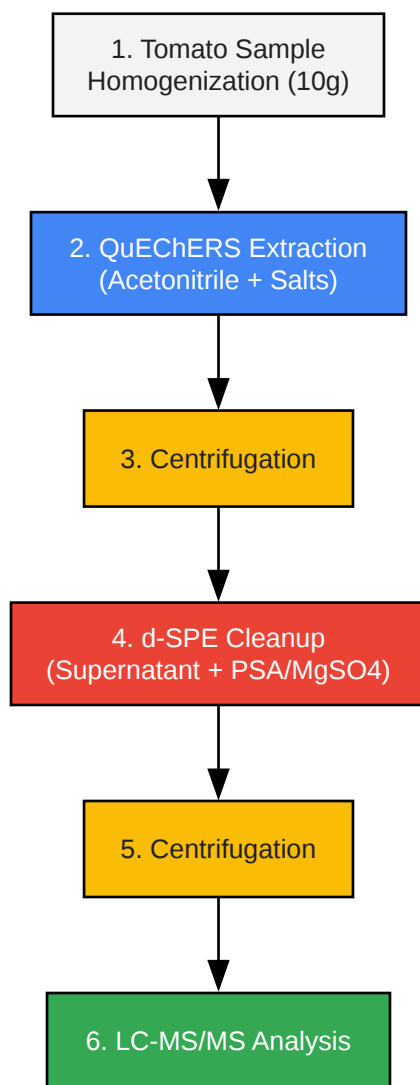 1. Tomato Sample
Homogenization (10g)
2. QuEChERS Extraction
(Acetonitrile + Salts)
3. Centrifugation
4. d-SPE Cleanup
(Supernatant + PSA/MgSO4)
5. Centrifugation
6. LC-MS/MS Analysis